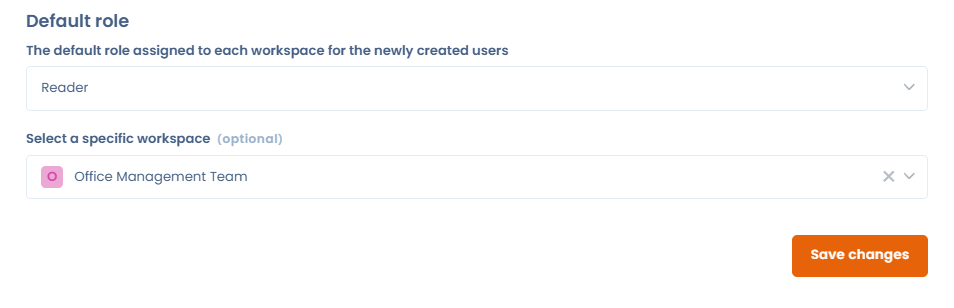 Default role
The default role assigned to each workspace for the newly created users
Reader
Select a specific workspace (optional)
O Office Management Team
Save changes